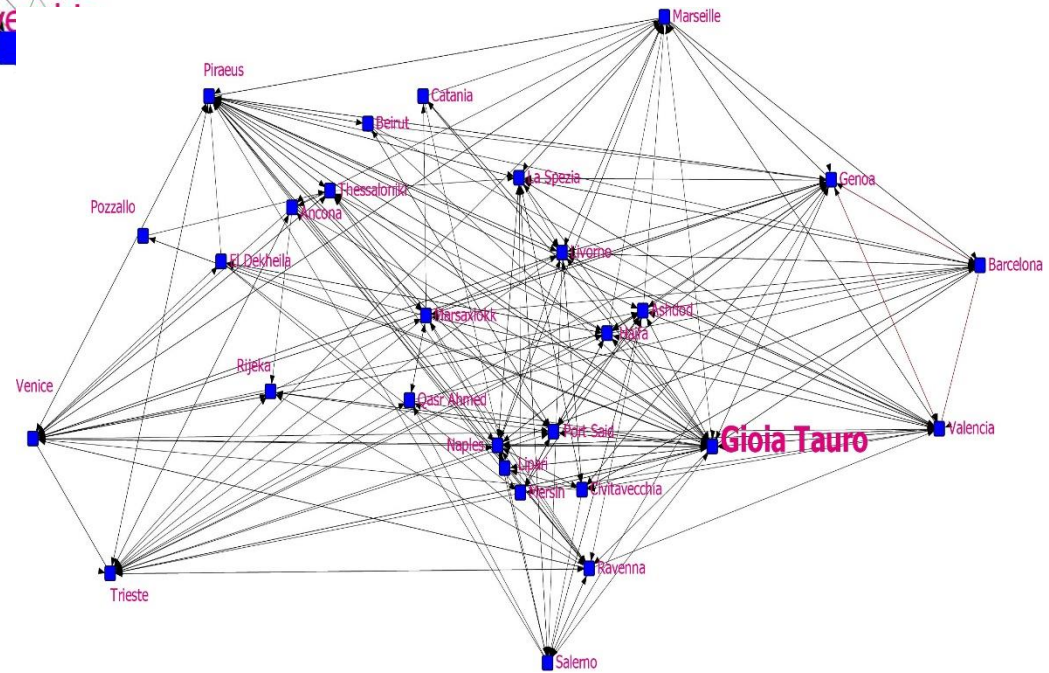 Marseille
Piraeus
Catania
Beirut
La Spezia
Genoa
Thessaloniki
Ancona
Pozzallo
El Dekheila
Livorno
Barcelona
Marsaxlokk
Ashdod
Haifa
Rijeka
Venice
Qasr Ahmed
Port Said
Gioia Tauro
Valencia
Naples
Lipari
Mersin
Civitavecchia
Ravenna
Trieste
Salerno